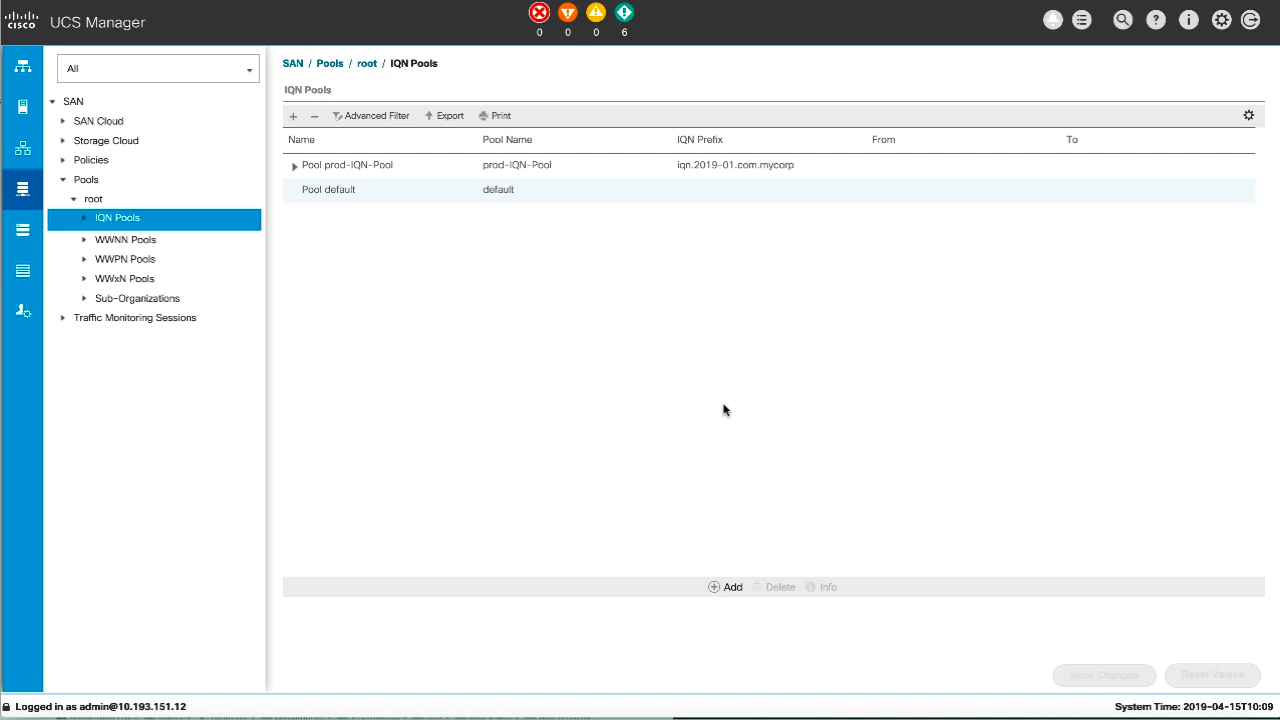 CISCO UCS Manager
0 0 0 6
All
SAN / Pools / root / IQN Pools
IQN Pools
+ − Advanced Filter Export Print
Name Pool Name IQN Prefix From To
Pool prod-IQN-Pool prod-IQN-Pool iqn.2019-01.com.mycorp
Pool default default
SAN
SAN Cloud
Storage Cloud
Policies
Pools
root
IQN Pools
WWNN Pools
WWPN Pools
WWxN Pools
Sub-Organizations
Traffic Monitoring Sessions
Add Delete Info
Save Changes Reset Values
Logged in as admin@10.193.151.12
System Time: 2019-04-15T10:09